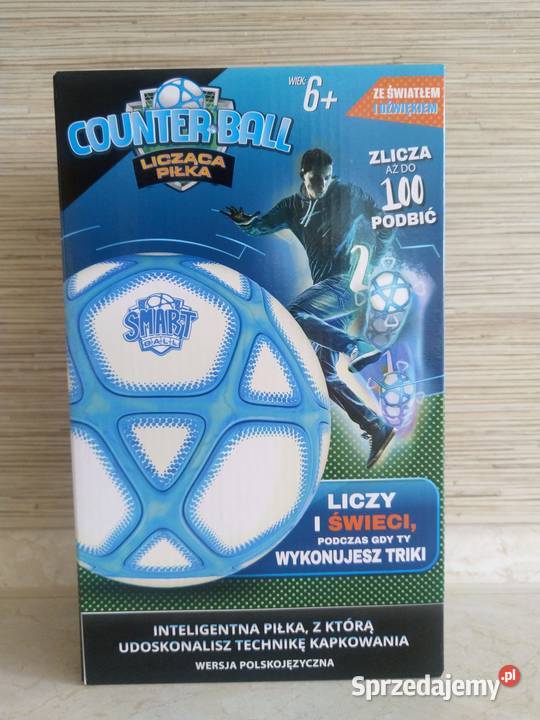 COUNTER-BALL
LICZĄCA
PIŁKA
WIEK:
6+
ZE ŚWIATŁEM
I DŹWIĘKIEM
ZLICZA
AŻ DO
100
PODBIĆ
SMART
BALL
LICZY
I ŚWIECI,
PODCZAS GDY TY
WYKONUJESZ TRIKI
INTELIGENTNA PIŁKA, Z KTÓRĄ
UDOSKONALISZ TECHNIKĘ KAPKOWANIA
WERSJA POLSKOJĘZYCZNA
Sprzedajemy.pl